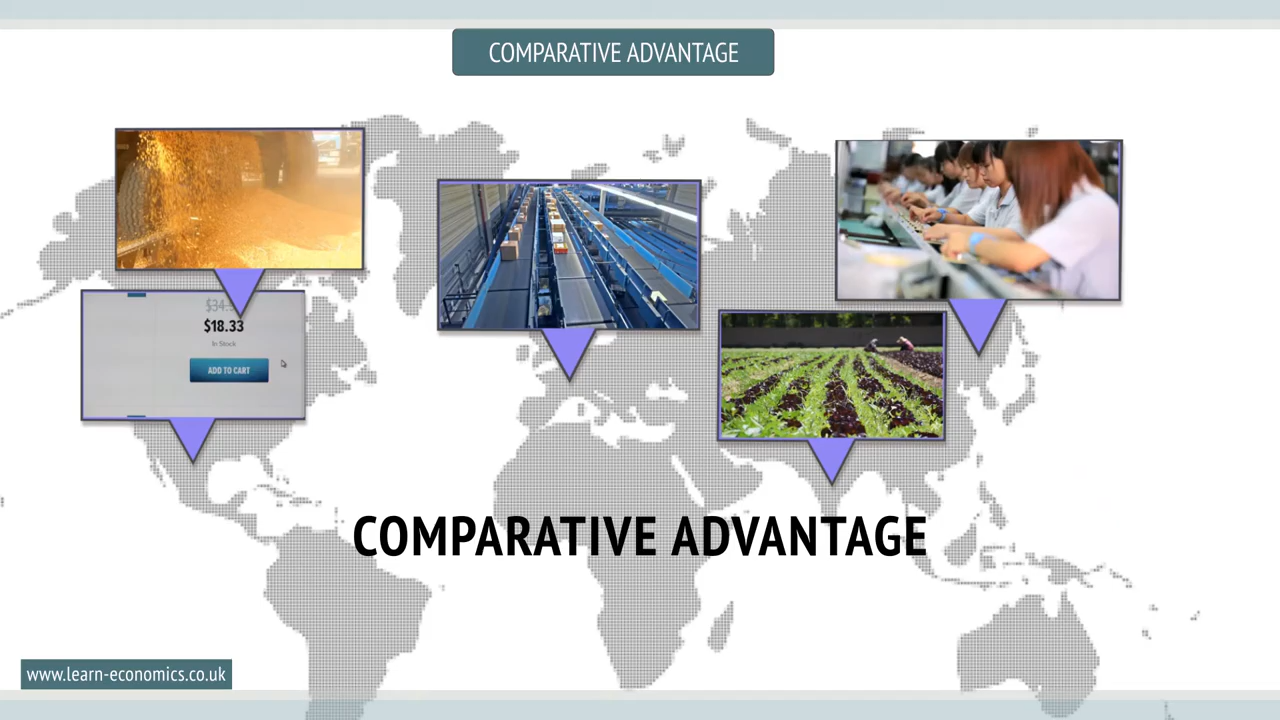 COMPARATIVE ADVANTAGE
$18.33
In Stock
ADD TO CART
COMPARATIVE ADVANTAGE
www.learn-economics.co.uk